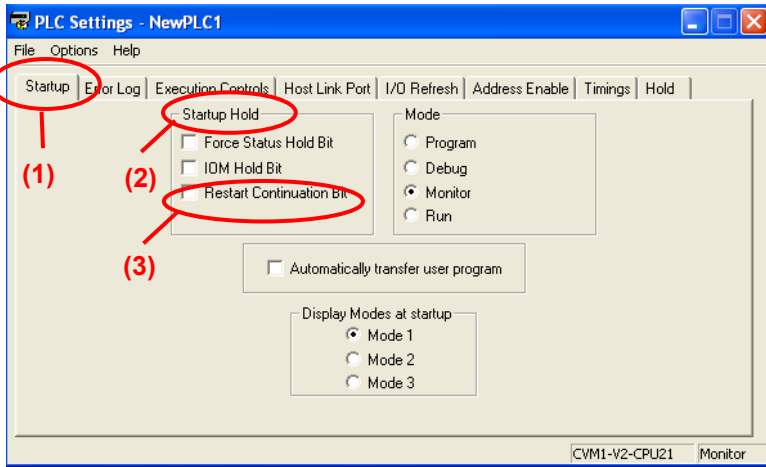 PLC Settings - NewPLC1
File Options Help
Startup Error Log Execution Controls Host Link Port I/O Refresh Address Enable Timings Hold
Startup Hold
Force Status Hold Bit
IOM Hold Bit
Restart Continuation Bit
Mode
Program
Debug
Monitor
Run
(1)
(2)
(3)
Automatically transfer user program
Display Modes at startup
Mode 1
Mode 2
Mode 3
CVM1-V2-CPU21 Monitor